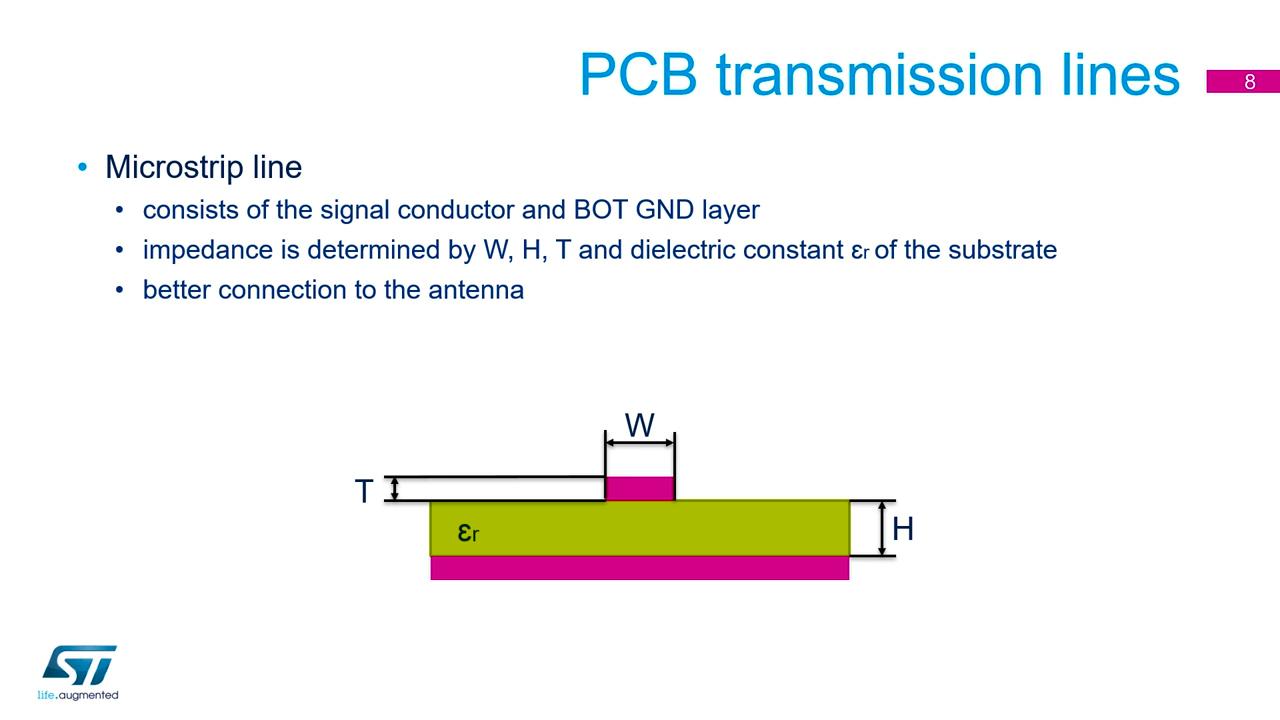 PCB transmission lines
8
• Microstrip line
• consists of the signal conductor and BOT GND layer
• impedance is determined by W, H, T and dielectric constant εr of the substrate
• better connection to the antenna
W
T
εr
H
ST
life.augmented